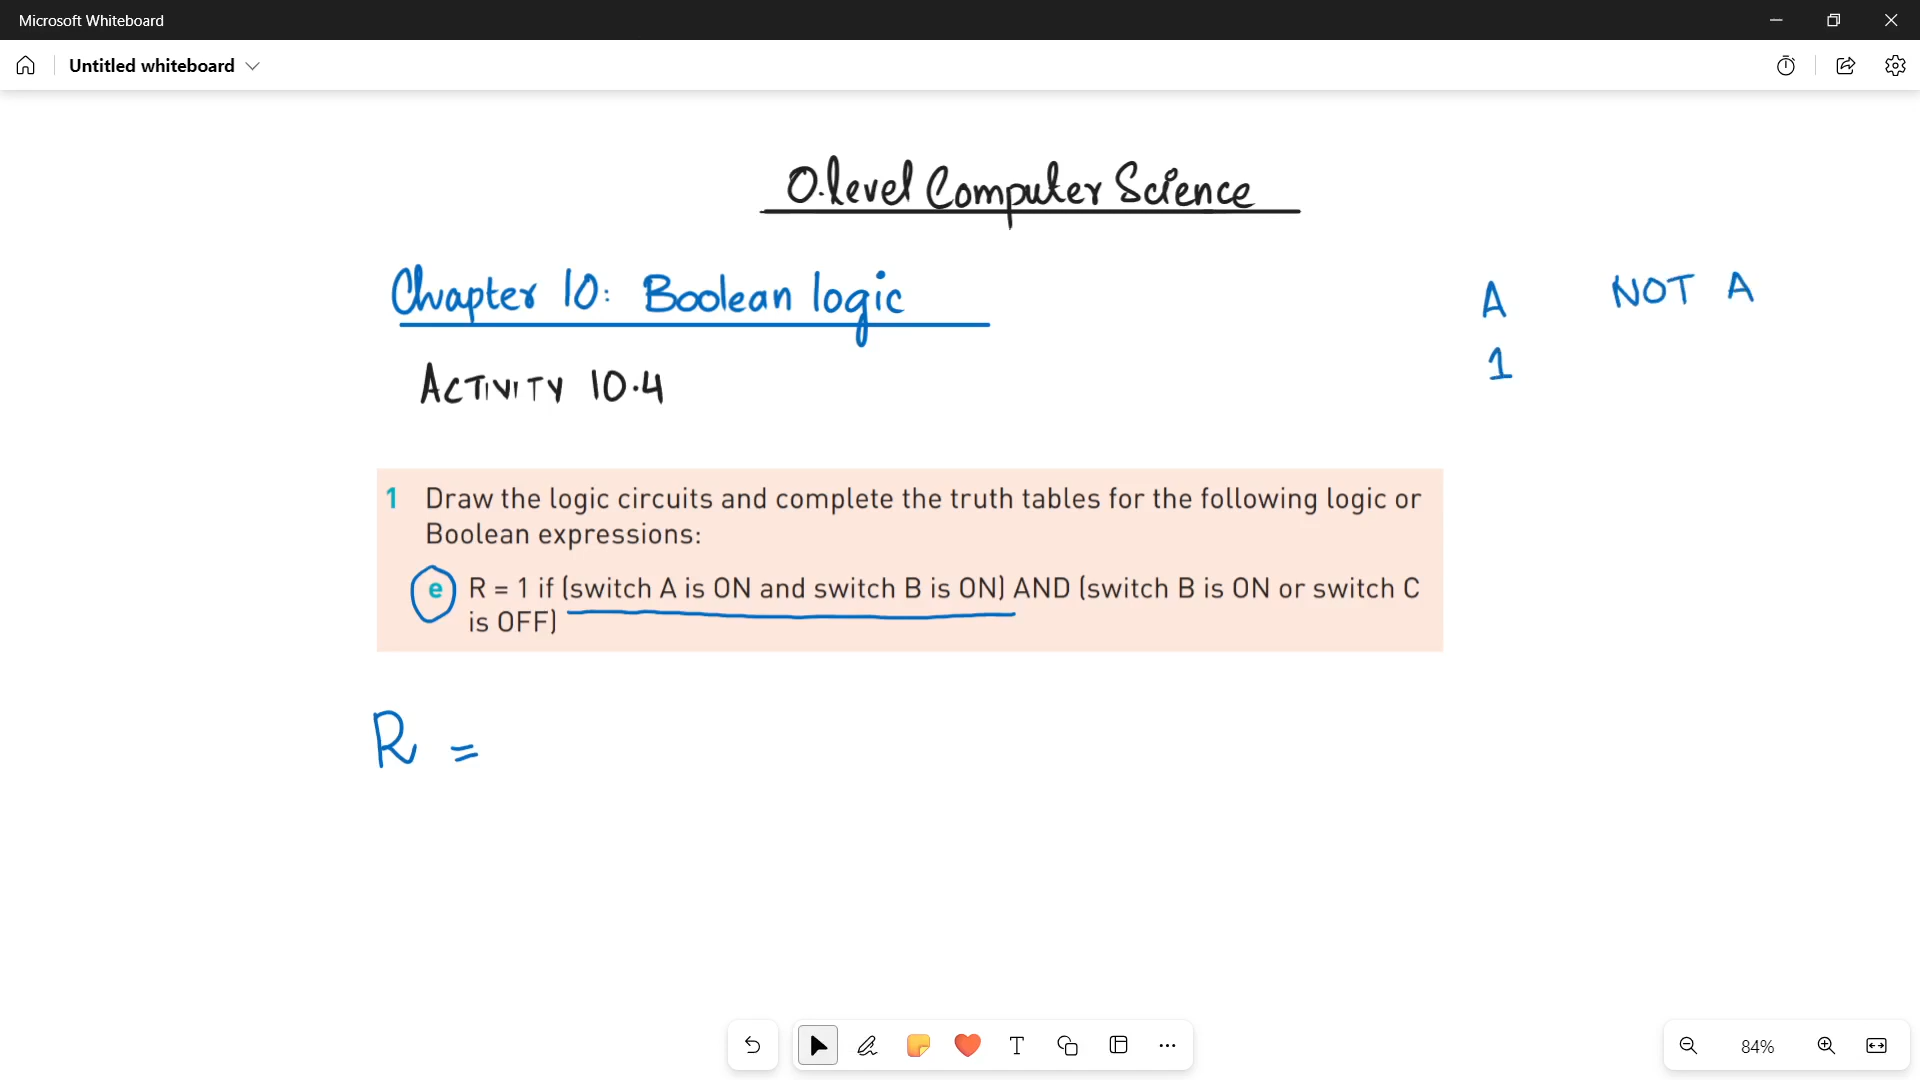 Microsoft Whiteboard
Untitled whiteboard
O.level Computer Science
Chapter 10: Boolean logic
A NOT A
1
ACTIVITY 10.4
1 Draw the logic circuits and complete the truth tables for the following logic or
Boolean expressions:
e R = 1 if (switch A is ON and switch B is ON) AND (switch B is ON or switch C
is OFF)
R =
84%